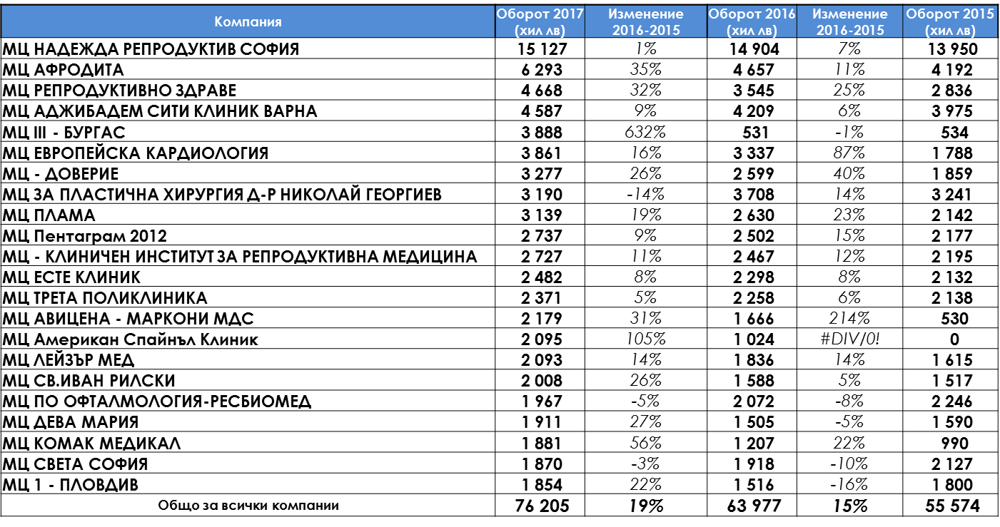 Компания Оборот 2017 (хил лв) Изменение 2016-2015 Оборот 2016 (хил лв) Изменение 2016-2015 Оборот 2015 (хил лв)
МЦ НАДЕЖДА РЕПРОДУКТИВ СОФИЯ 15 127 1% 14 904 7% 13 950
МЦ АФРОДИТА 6 293 35% 4 657 11% 4 192
МЦ РЕПРОДУКТИВНО ЗДРАВЕ 4 668 32% 3 545 25% 2 836
МЦ АДЖИБАДЕМ СИТИ КЛИНИК ВАРНА 4 587 9% 4 209 6% 3 975
МЦ III - БУРГАС 3 888 632% 531 -1% 534
МЦ ЕВРОПЕЙСКА КАРДИОЛОГИЯ 3 861 16% 3 337 87% 1 788
МЦ - ДОВЕРИЕ 3 277 26% 2 599 40% 1 859
МЦ ЗА ПЛАСТИЧНА ХИРУРГИЯ Д-Р НИКОЛАЙ ГЕОРГИЕВ 3 190 -14% 3 708 14% 3 241
МЦ ПЛАМА 3 139 19% 2 630 23% 2 142
МЦ Пентаграм 2012 2 737 9% 2 502 15% 2 177
МЦ - КЛИНИЧЕН ИНСТИТУТ ЗА РЕПРОДУКТИВНА МЕДИЦИНА 2 727 11% 2 467 12% 2 195
МЦ ЕСТЕ КЛИНИК 2 482 8% 2 298 8% 2 132
МЦ ТРЕТА ПОЛИКЛИНИКА 2 371 5% 2 258 6% 2 138
МЦ АВИЦЕНА - МАРКОНИ МДС 2 179 31% 1 666 214% 530
МЦ Американ Спайнъл Клиник 2 095 105% 1 024 #DIV/0! 0
МЦ ЛЕЙЗЪР МЕД 2 093 14% 1 836 14% 1 615
МЦ СВ.ИВАН РИЛСКИ 2 008 26% 1 588 5% 1 517
МЦ ПО ОФТАЛМОЛОГИЯ-РЕСБИОМЕД 1 967 -5% 2 072 -8% 2 246
МЦ ДЕВА МАРИЯ 1 911 27% 1 505 -5% 1 590
МЦ КОМАК МЕДИКАЛ 1 881 56% 1 207 22% 990
МЦ СВЕТА СОФИЯ 1 870 -3% 1 918 -10% 2 127
МЦ 1 - ПЛОВДИВ 1 854 22% 1 516 -16% 1 800
Общо за всички компании 76 205 19% 63 977 15% 55 574